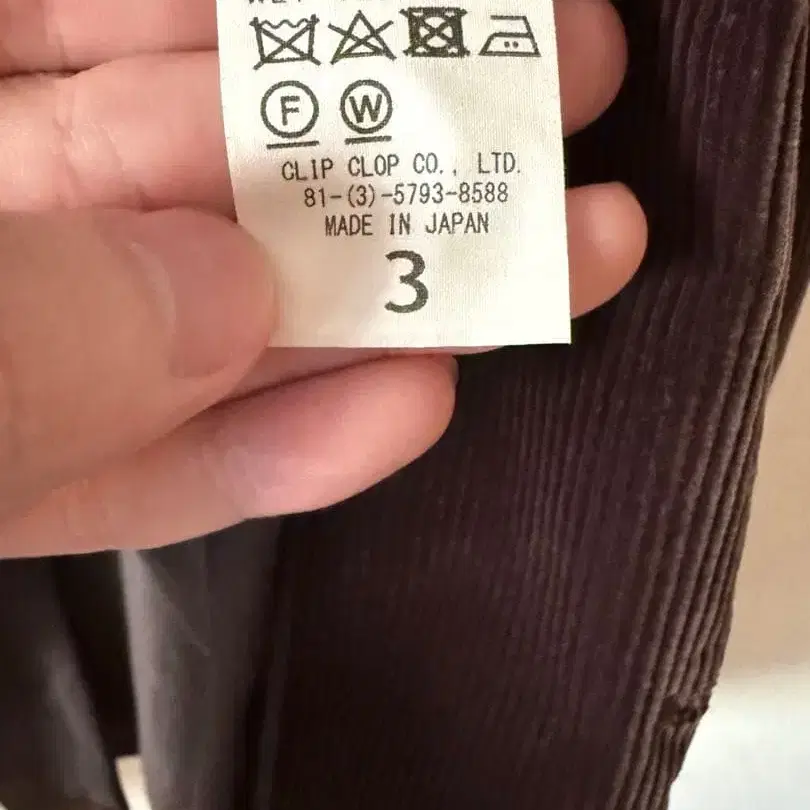 F W
CLIP CLOP CO., LTD.
81-(3)-5793-8588
MADE IN JAPAN
3